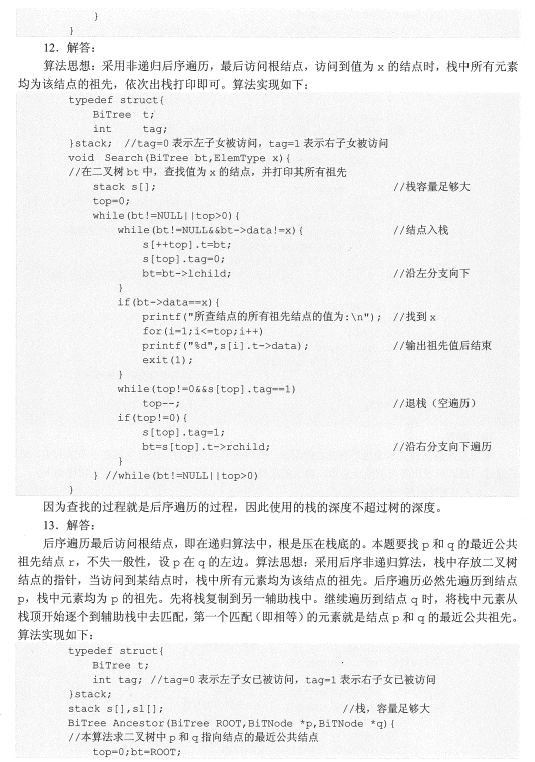 }
}
12．解答：
算法思想：采用非递归后序遍历，最后访问根结点，访问到值为 x 的结点时，栈中所有元素
均为该结点的祖先，依次出栈打印即可。算法实现如下：
typedef struct{
BiTree t;
int tag;
}stack; //tag=0 表示左子女被访问，tag=1 表示右子女被访问
void Search(BiTree bt,ElemType x){
//在二叉树 bt 中，查找值为 x 的结点，并打印其所有祖先
stack s[]; //栈容量足够大
top=0;
while(bt!=NULL||top>0){
while(bt!=NULL&&bt->data!=x){ //结点入栈
s[++top].t=bt;
s[top].tag=0;
bt=bt->lchild; //沿左分支向下
}
if(bt->data==x){
printf("所查结点的所有祖先结点的值为:\n"); //找到 x
for(i=1;i<=top;i++)
printf("%d",s[i].t->data); //输出祖先值后结束
exit(1);
}
while(top!=0&&s[top].tag==1)
top--; //退栈（空遍历）
if(top!=0){
s[top].tag=1;
bt=s[top].t->rchild; //沿右分支向下遍历
}
} //while(bt!=NULL||top>0)
}
因为查找的过程就是后序遍历的过程，因此使用的栈的深度不超过树的深度。
13．解答：
后序遍历最后访问根结点，即在递归算法中，根是压在栈底的。本题要找 p 和 q 的最近公共
祖先结点 r，不失一般性，设 p 在 q 的左边。算法思想：采用后序非递归算法，栈中存放二叉树
结点的指针，当访问到某结点时，栈中所有元素均为该结点的祖先。后序遍历必然先遍历到结点
p，栈中元素均为 p 的祖先。先将栈复制到另一辅助栈中。继续遍历到结点 q 时，将栈中元素从
栈顶开始逐个到辅助栈中去匹配，第一个匹配（即相等）的元素就是结点 p 和 q 的最近公共祖先。
算法实现如下：
typedef struct{
BiTree t;
int tag; //tag=0 表示左子女已被访问，tag=1 表示右子女已被访问
}stack;
stack s[],s1[]; //栈，容量足够大
BiTree Ancestor(BiTree ROOT,BiTNode *p,BiTNode *q){
//本算法求二叉树中 p 和 q 指向结点的最近公共结点
top=0;bt=ROOT;